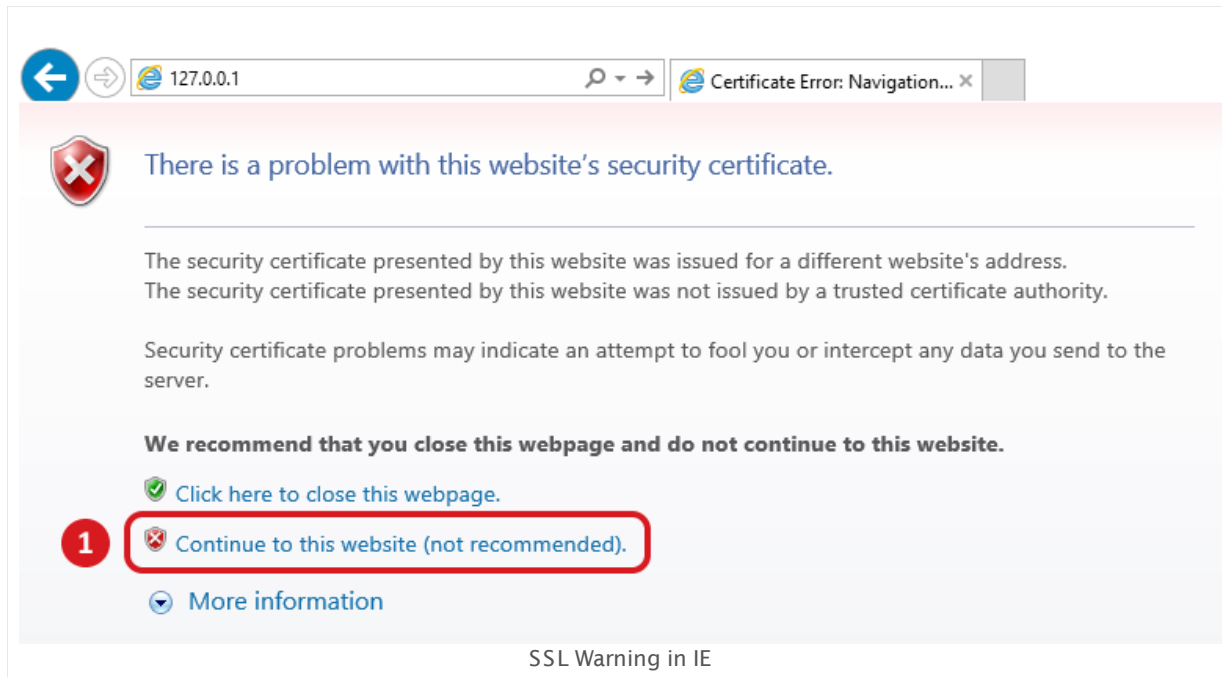 127.0.0.1
Certificate Error: Navigation...
There is a problem with this website's security certificate.
The security certificate presented by this website was issued for a different website's address.
The security certificate presented by this website was not issued by a trusted certificate authority.
Security certificate problems may indicate an attempt to fool you or intercept any data you send to the
server.
We recommend that you close this webpage and do not continue to this website.
Click here to close this webpage.
1
Continue to this website (not recommended).
More information
SSL Warning in IE